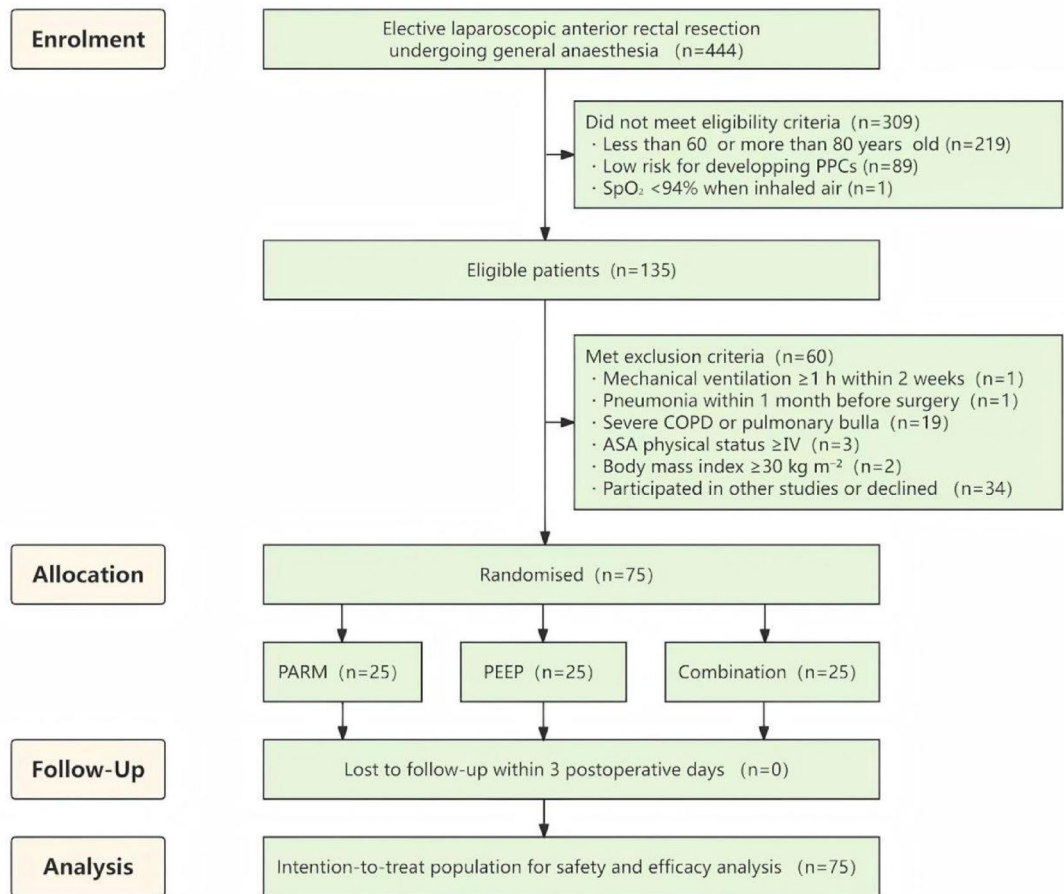 Enrolment
Elective laparoscopic anterior rectal resection
undergoing general anaesthesia (n=444)
Did not meet eligibility criteria (n=309)
· Less than 60 or more than 80 years old (n=219)
· Low risk for developping PPCs (n=89)
· SpO₂ <94% when inhaled air (n=1)
Eligible patients (n=135)
Met exclusion criteria (n=60)
· Mechanical ventilation ≥1 h within 2 weeks (n=1)
· Pneumonia within 1 month before surgery (n=1)
· Severe COPD or pulmonary bulla (n=19)
· ASA physical status ≥IV (n=3)
· Body mass index ≥30 kg m⁻² (n=2)
· Participated in other studies or declined (n=34)
Allocation
Randomised (n=75)
PARM (n=25)
PEEP (n=25)
Combination (n=25)
Follow-Up
Lost to follow-up within 3 postoperative days (n=0)
Analysis
Intention-to-treat population for safety and efficacy analysis (n=75)